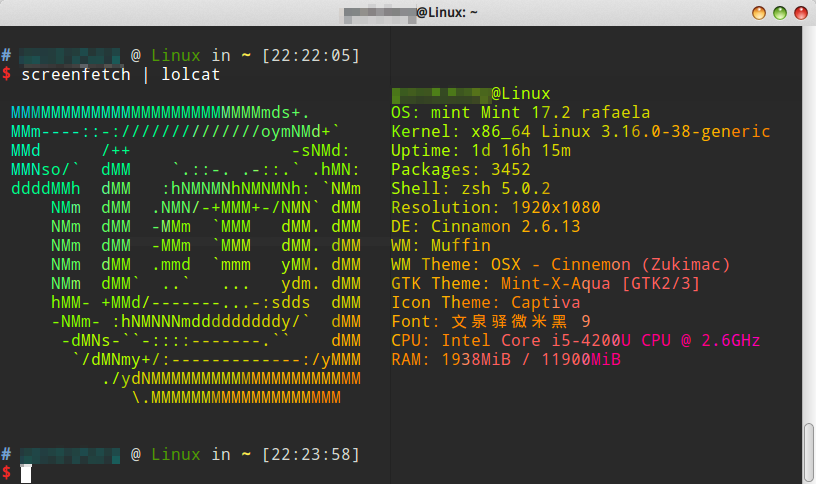 @Linux: ~
# @ Linux in ~ [22:22:05]
$ screenfetch | lolcat
@Linux
MMMMMMMMMMMMMMMMMMMMMMMMMmds+. OS: mint Mint 17.2 rafaela
MMm----::-://////////////oymNMd+` Kernel: x86_64 Linux 3.16.0-38-generic
MMd      /++                -sNMd: Uptime: 1d 16h 15m
MMNso/`  dMM    `.::-. .-::.` .hMN: Packages: 3452
ddddMMh  dMM   :hNMNMNhNMNMNh: `NMm Shell: zsh 5.0.2
NMm  dMM  .NMN/-+MMM+-/NMN` dMM Resolution: 1920x1080
NMm  dMM  -MMm  `MMM   dMM. dMM DE: Cinnamon 2.6.13
NMm  dMM  -MMm  `MMM   dMM. dMM WM: Muffin
NMm  dMM  .mmd  `mmm   yMM. dMM WM Theme: OSX - Cinnemon (Zukimac)
NMm  dMM`  ..`   ...   ydm. dMM GTK Theme: Mint-X-Aqua [GTK2/3]
hMM- +MMd/-------...-:sdds  dMM Icon Theme: Captiva
-NMm- :hNMNNNmdddddddddy/`  dMM Font: 文泉驿微米黑 9
-dMNs-``-::::-------.``    dMM CPU: Intel Core i5-4200U CPU @ 2.6GHz
`/dMNmy+/:-------------:/yMMM RAM: 1938MiB / 11900MiB
./ydNMMMMMMMMMMMMMMMMMMMMM
\.MMMMMMMMMMMMMMMMMMM
# @ Linux in ~ [22:23:58]
$